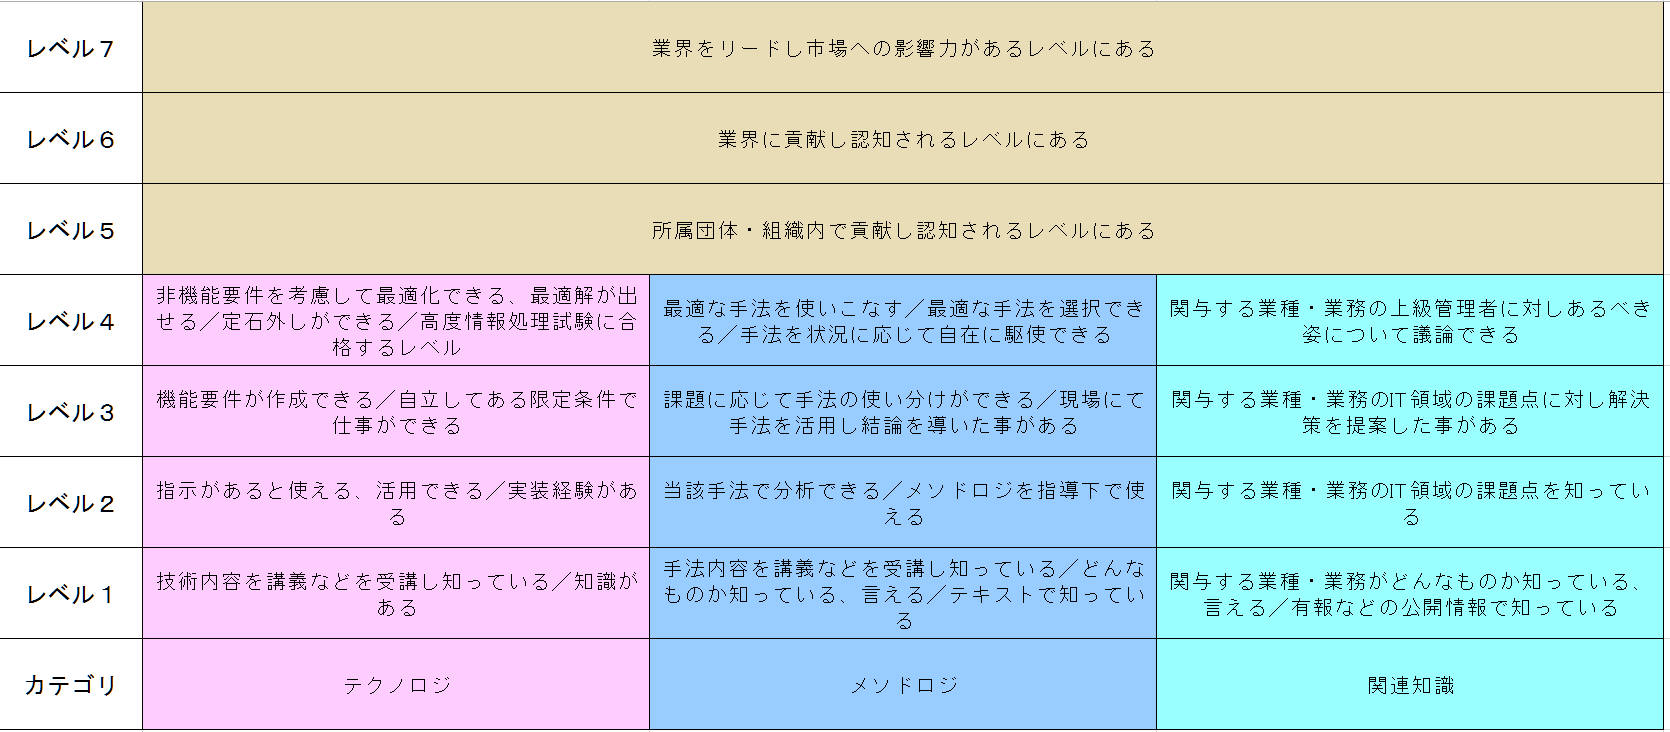 レベル７
業界をリードし市場への影響力があるレベルにある
レベル６
業界に貢献し認知されるレベルにある
レベル５
所属団体・組織内で貢献し認知されるレベルにある
レベル４
非機能要件を考慮して最適化できる、最適解が出
せる／定石外しができる／高度情報処理試験に合
格するレベル
最適な手法を使いこなす／最適な手法を選択でき
る／手法を状況に応じて自在に駆使できる
関与する業種・業務の上級管理者に対しあるべき
姿について議論できる
レベル３
機能要件が作成できる／自立してある限定条件で
仕事ができる
課題に応じて手法の使い分けができる／現場にて
手法を活用し結論を導いた事がある
関与する業種・業務のIT領域の課題点に対し解決
策を提案した事がある
レベル２
指示があると使える、活用できる／実装経験があ
る
当該手法で分析できる／メソドロジを指導下で使
える
関与する業種・業務のIT領域の課題点を知ってい
る
レベル１
技術内容を講義などを受講し知っている／知識が
ある
手法内容を講義などを受講し知っている／どんな
ものか知っている、言える／テキストで知ってい
る
関与する業種・業務がどんなものか知っている、
言える／有報などの公開情報で知っている
カテゴリ
テクノロジ
メソドロジ
関連知識